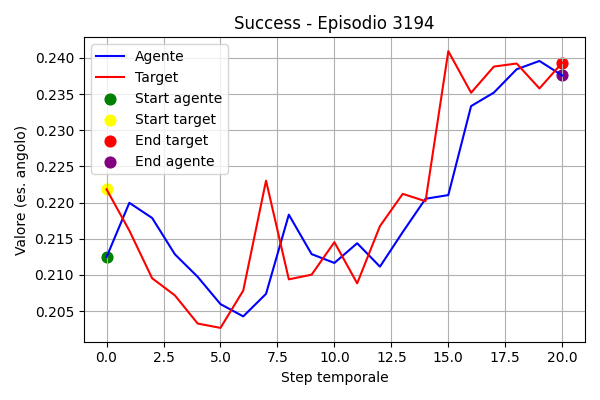 Success - Episodio 3194
Valore (es. angolo)
0.240
0.235
0.230
0.225
0.220
0.215
0.210
0.205
Agente
Target
Start agente
Start target
End target
End agente
0.0 2.5 5.0 7.5 10.0 12.5 15.0 17.5 20.0
Step temporale